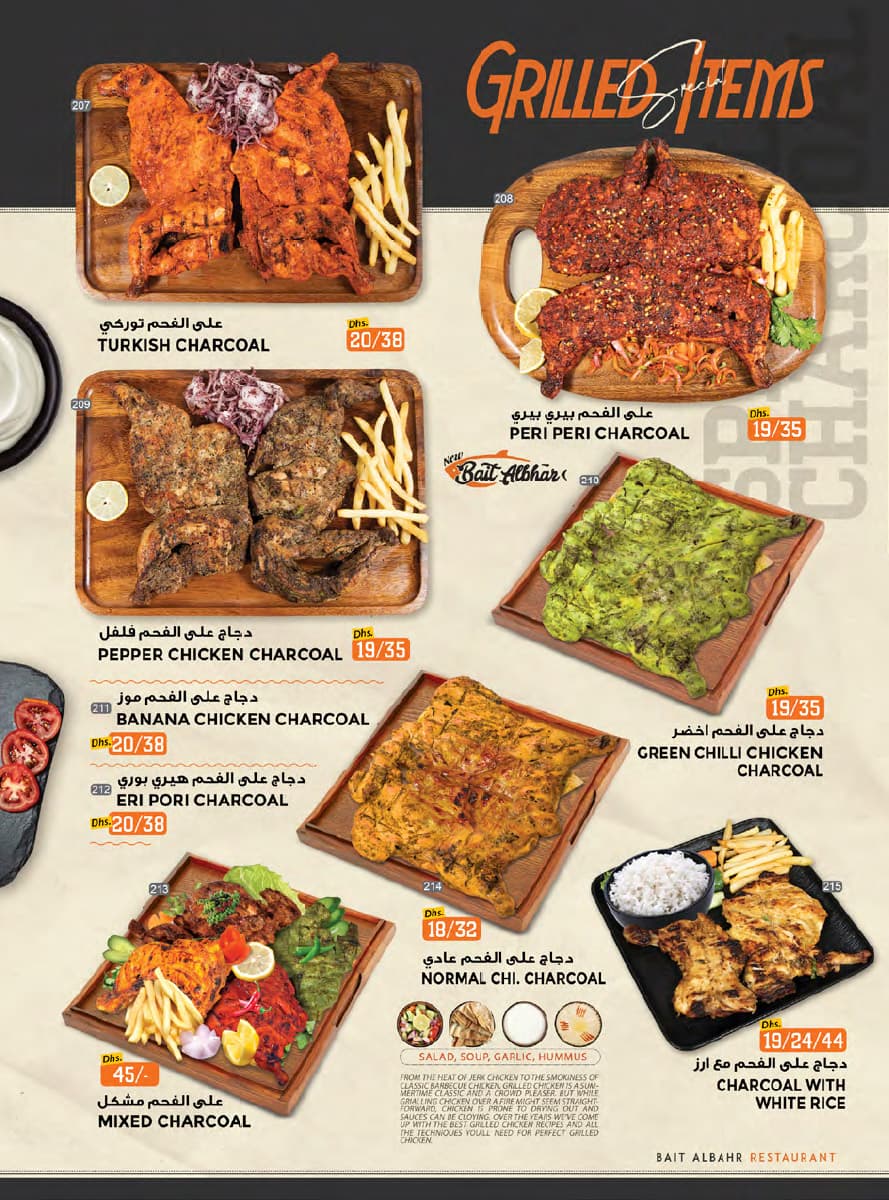 GRILLED ITEMS
Special
CHARCOAL
207
على الفحم توركي
TURKISH CHARCOAL
Dhs.
20/38
208
على الفحم بيري بيري
PERI PERI CHARCOAL
Dhs.
19/35
209
دجاج على الفحم فلفل
PEPPER CHICKEN CHARCOAL
Dhs.
19/35
New
Bait Albhar
210
Dhs.
19/35
دجاج على الفحم اخضر
GREEN CHILLI CHICKEN
CHARCOAL
211
دجاج على الفحم موز
BANANA CHICKEN CHARCOAL
Dhs.20/38
212
دجاج على الفحم هيري بوري
ERI PORI CHARCOAL
Dhs.20/38
213
Dhs.
45/-
على الفحم مشكل
MIXED CHARCOAL
214
Dhs.
18/32
دجاج على الفحم عادي
NORMAL CHI. CHARCOAL
SALAD, SOUP, GARLIC, HUMMUS
FROM THE HEAT OF JERK CHICKEN TO THE SMOKINESS OF
CLASSIC BARBECUE CHICKEN, GRILLED CHICKEN IS A SUM-
MERTIME CLASSIC AND A CROWD PLEASER. BUT WHILE
GRIALLING CHICKEN OVER A FIRE MIGHT SEEM STRAIGHT-
FORWARD, CHICKEN IS PRONE TO DRYING OUT AND
SAUCES CAN BE CLOYING. OVER THE YEARS WE'VE COME
UP WITH THE BEST GRILLED CHICKEN RECIPES AND ALL
THE TECHNIQUES YOULL NEED FOR PERFECT GRILLED
CHICKEN.
215
Dhs.
19/24/44
دجاج على الفحم مع ارز
CHARCOAL WITH
WHITE RICE
BAIT ALBAHR RESTAURANT